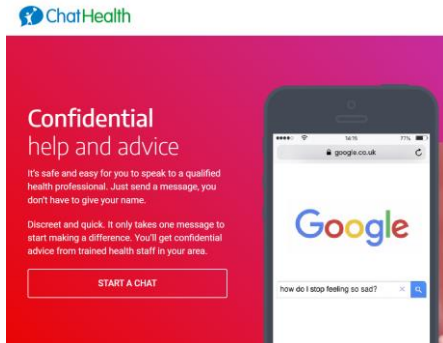 ChatHealth
Confidential
help and advice
It's safe and easy for you to speak to a qualified
health professional. Just send a message, you
don't have to give your name.
Discreet and quick. It only takes one message to
start making a difference. You'll get confidential
advice from trained health staff in your area.
START A CHAT
14:15 77%
google.co.uk
Google
how do I stop feeling so sad?